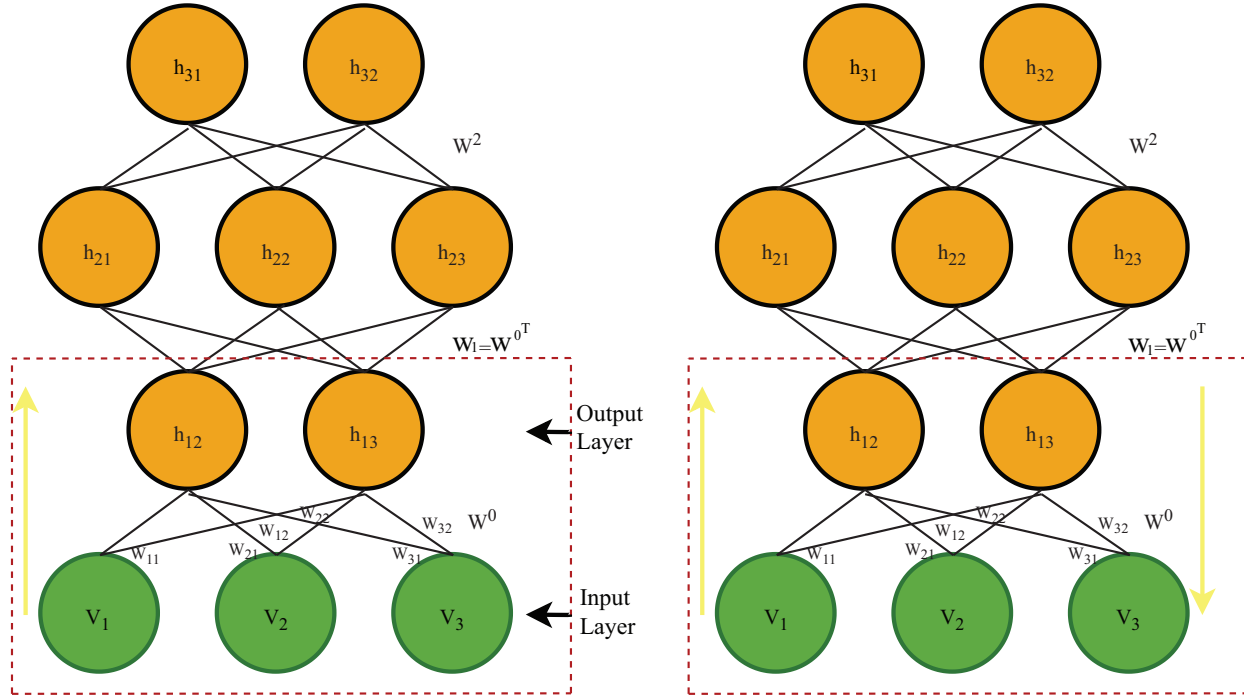 h31 h32
W2
h21 h22 h23
W1=W0T
h12 h13
Output
Layer
W22 W32 W0
W12
W11 W21 W31
V1 V2 V3
Input
Layer
h31 h32
W2
h21 h22 h23
W1=W0T
h12 h13
W22 W32 W0
W12
W11 W21 W31
V1 V2 V3